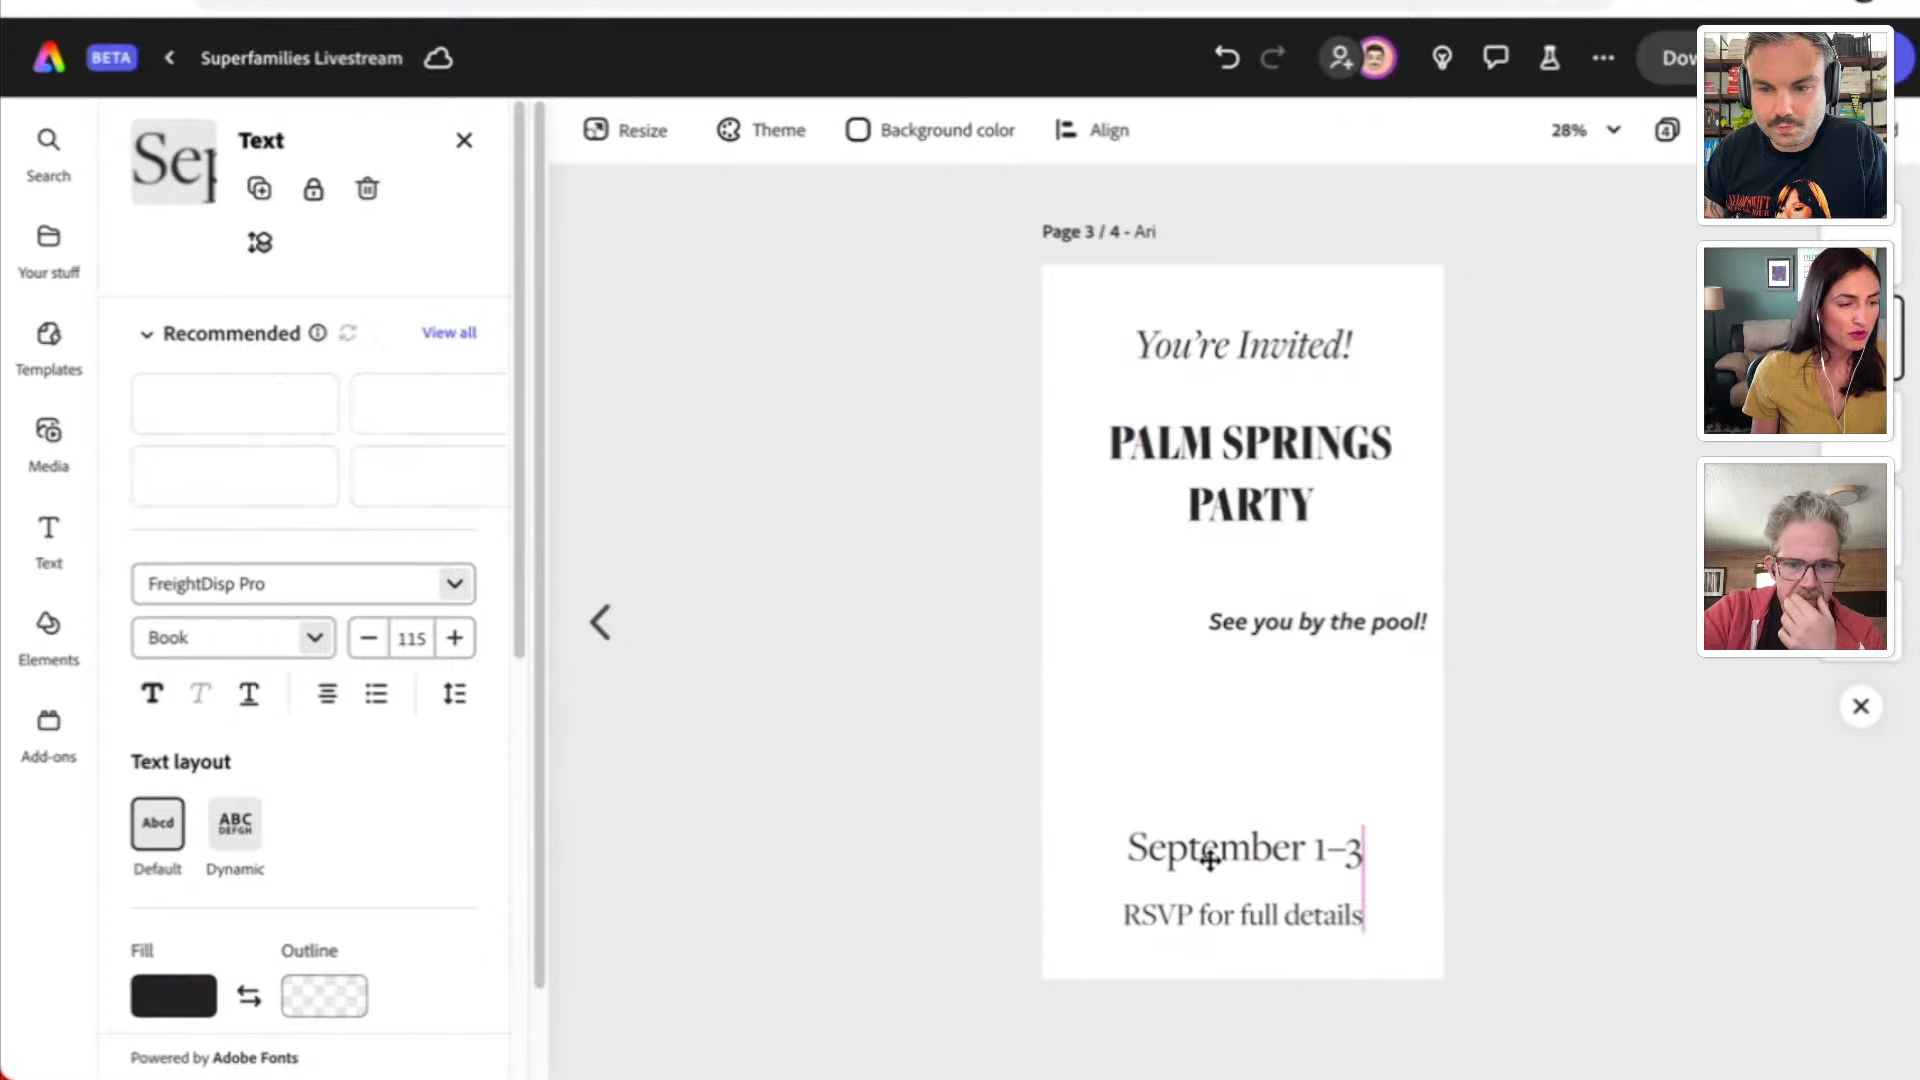 BETA
Superfamilies Livestream
Search
Your stuff
Templates
Media
Text
Elements
Add-ons
Text
Recommended
View all
FreightDisp Pro
Book
115
Text layout
Abcd
Default
ABC
DEFGH
Dynamic
Fill
Outline
Powered by Adobe Fonts
Resize
Theme
Background color
Align
28%
4
Page 3 / 4 - Ari
You're Invited!
PALM SPRINGS
PARTY
See you by the pool!
September 1–3
RSVP for full details